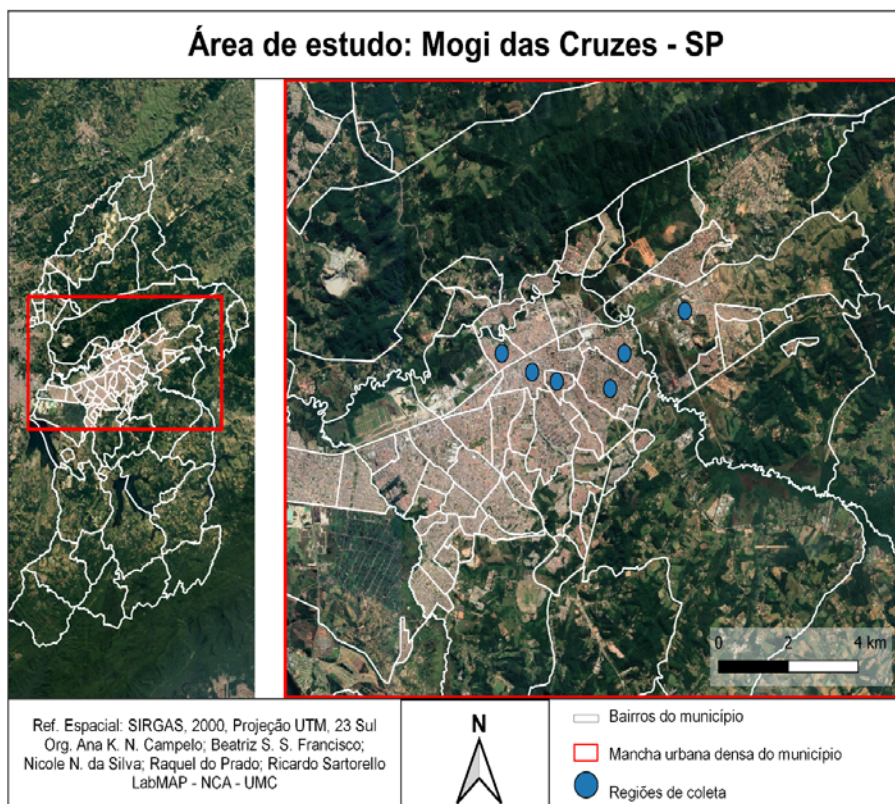 Área de estudo: Mogi das Cruzes - SP
0 2 4 km
Ref. Espacial: SIRGAS, 2000, Projeção UTM, 23 Sul
Org. Ana K. N. Campelo; Beatriz S. S. Francisco;
Nicole N. da Silva; Raquel do Prado; Ricardo Sartorello
LabMAP - NCA - UMC
N
Bairros do município
Mancha urbana densa do município
Regiões de coleta